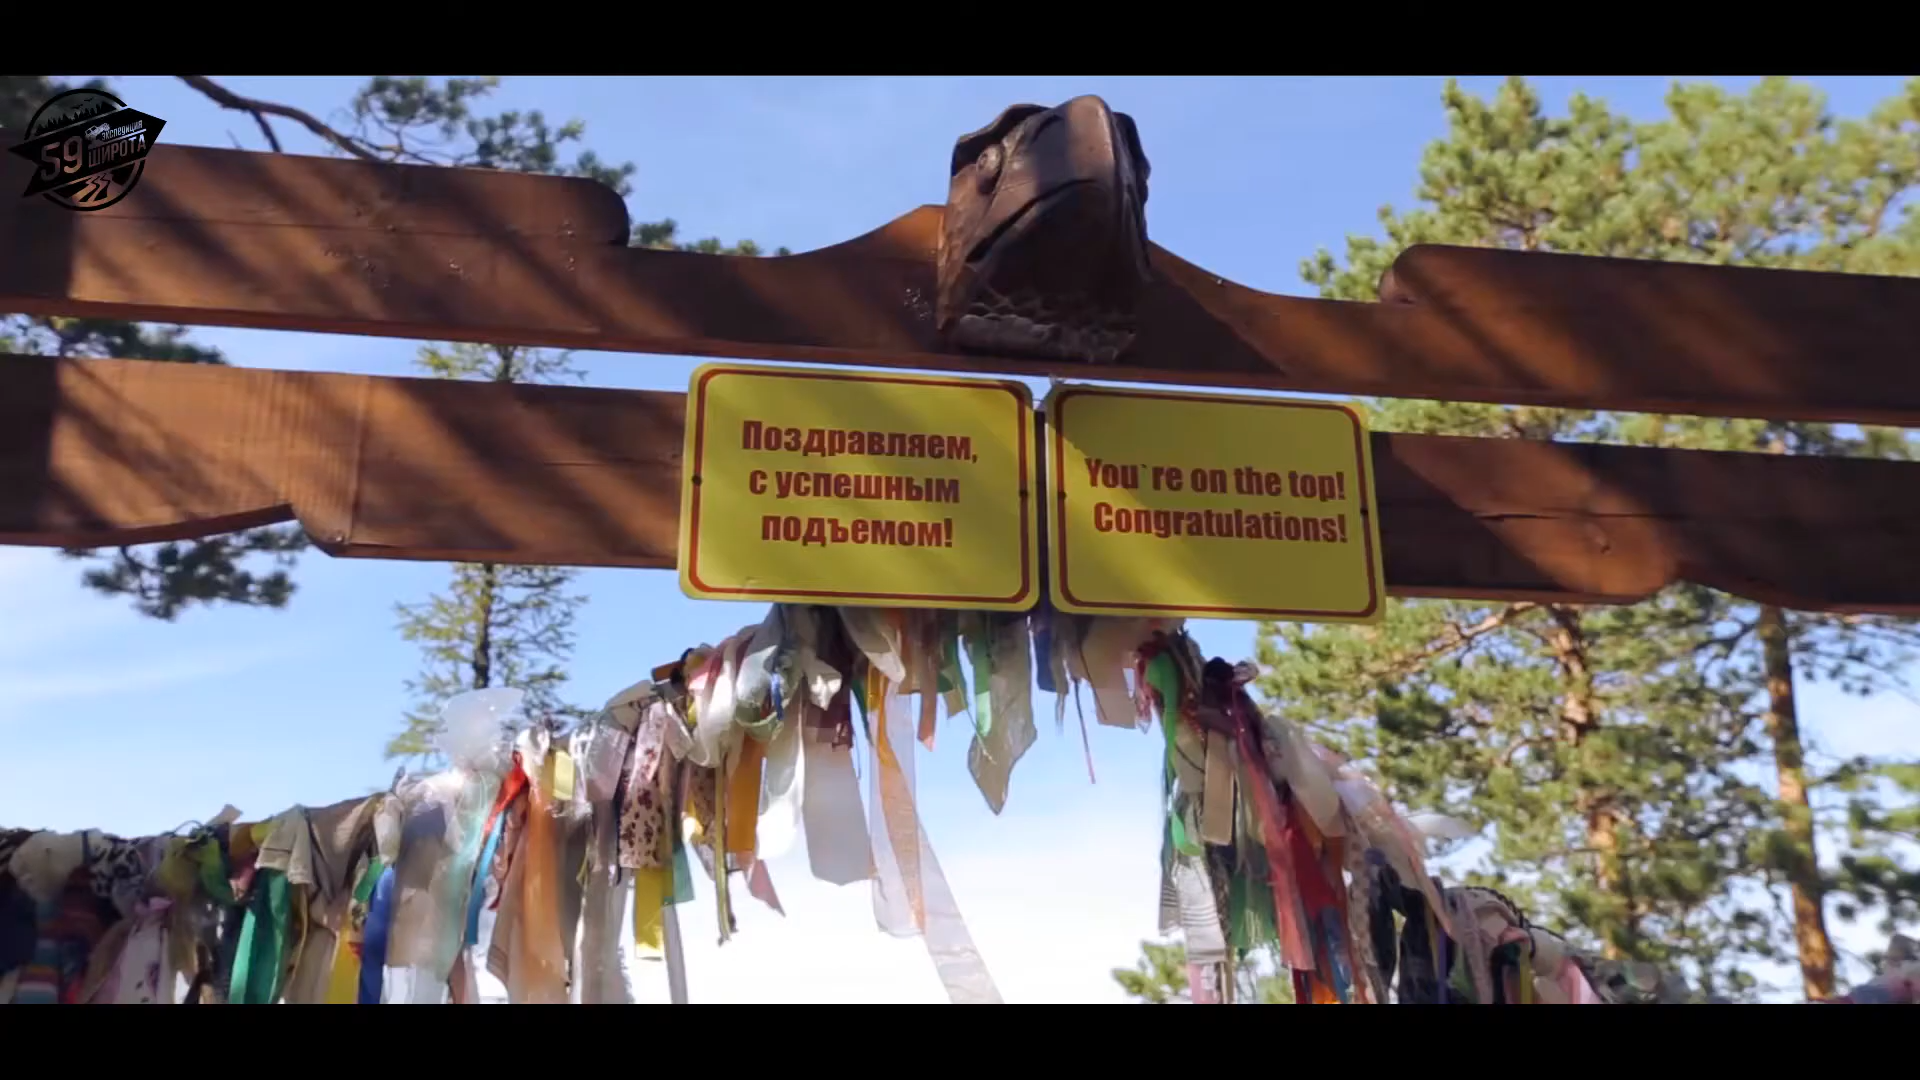 59
экспедиция
ШИРОТА
Поздравляем,
с успешным
подъемом!
You`re on the top!
Congratulations!